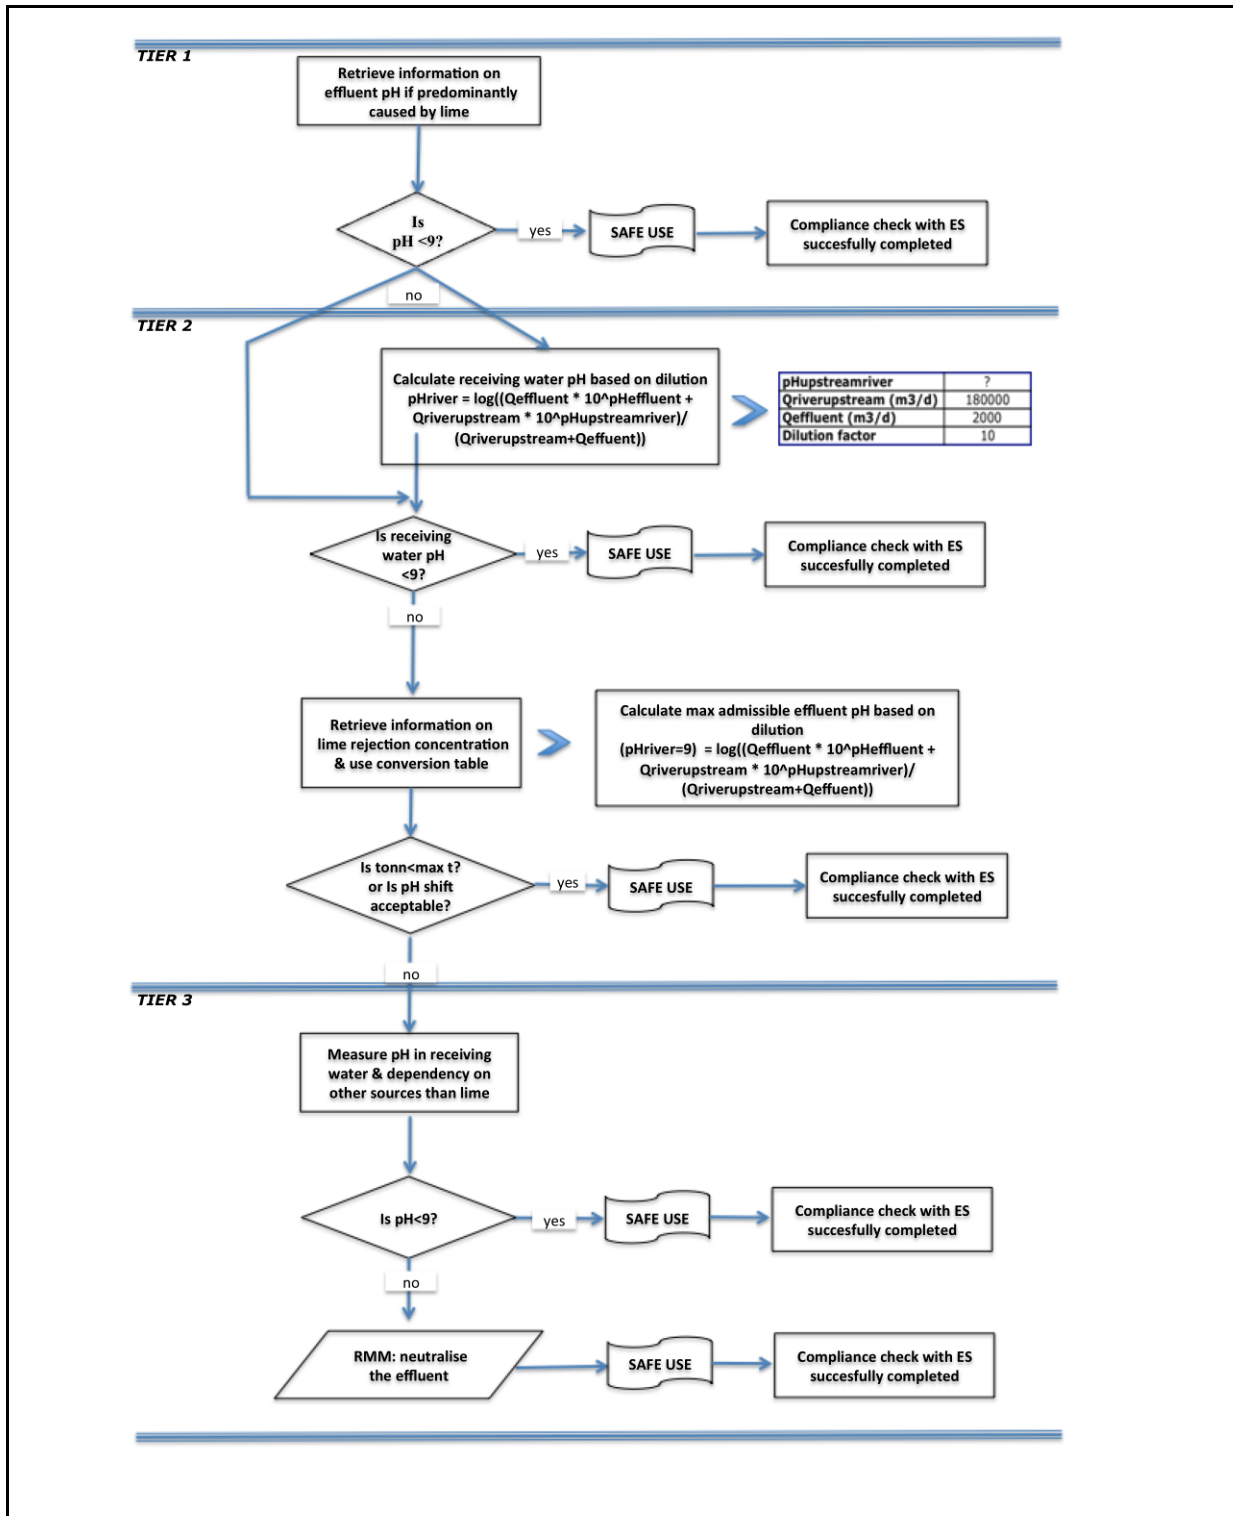 TIER 1
Retrieve information on
effluent pH if predominantly
caused by lime
Is
pH <9?
yes
SAFE USE
Compliance check with ES
succesfully completed
no
TIER 2
Calculate receiving water pH based on dilution
pHriver = log((Qeffluent * 10^pHeffluent +
Qriverupstream * 10^pHupstreamriver)/
(Qriverupstream+Qeffuent))
pHupstreamriver ?
Qriverupstream (m3/d) 180000
Qeffluent (m3/d) 2000
Dilution factor 10
Is receiving
water pH
<9?
yes
SAFE USE
Compliance check with ES
succesfully completed
no
Retrieve information on
lime rejection concentration
& use conversion table
Calculate max admissible effluent pH based on
dilution
(pHriver=9) = log((Qeffluent * 10^pHeffluent +
Qriverupstream * 10^pHupstreamriver)/
(Qriverupstream+Qeffuent))
Is tonn<max t?
or Is pH shift
acceptable?
yes
SAFE USE
Compliance check with ES
succesfully completed
no
TIER 3
Measure pH in receiving
water & dependency on
other sources than lime
Is pH<9?
yes
SAFE USE
Compliance check with ES
succesfully completed
no
RMM: neutralise
the effluent
SAFE USE
Compliance check with ES
succesfully completed